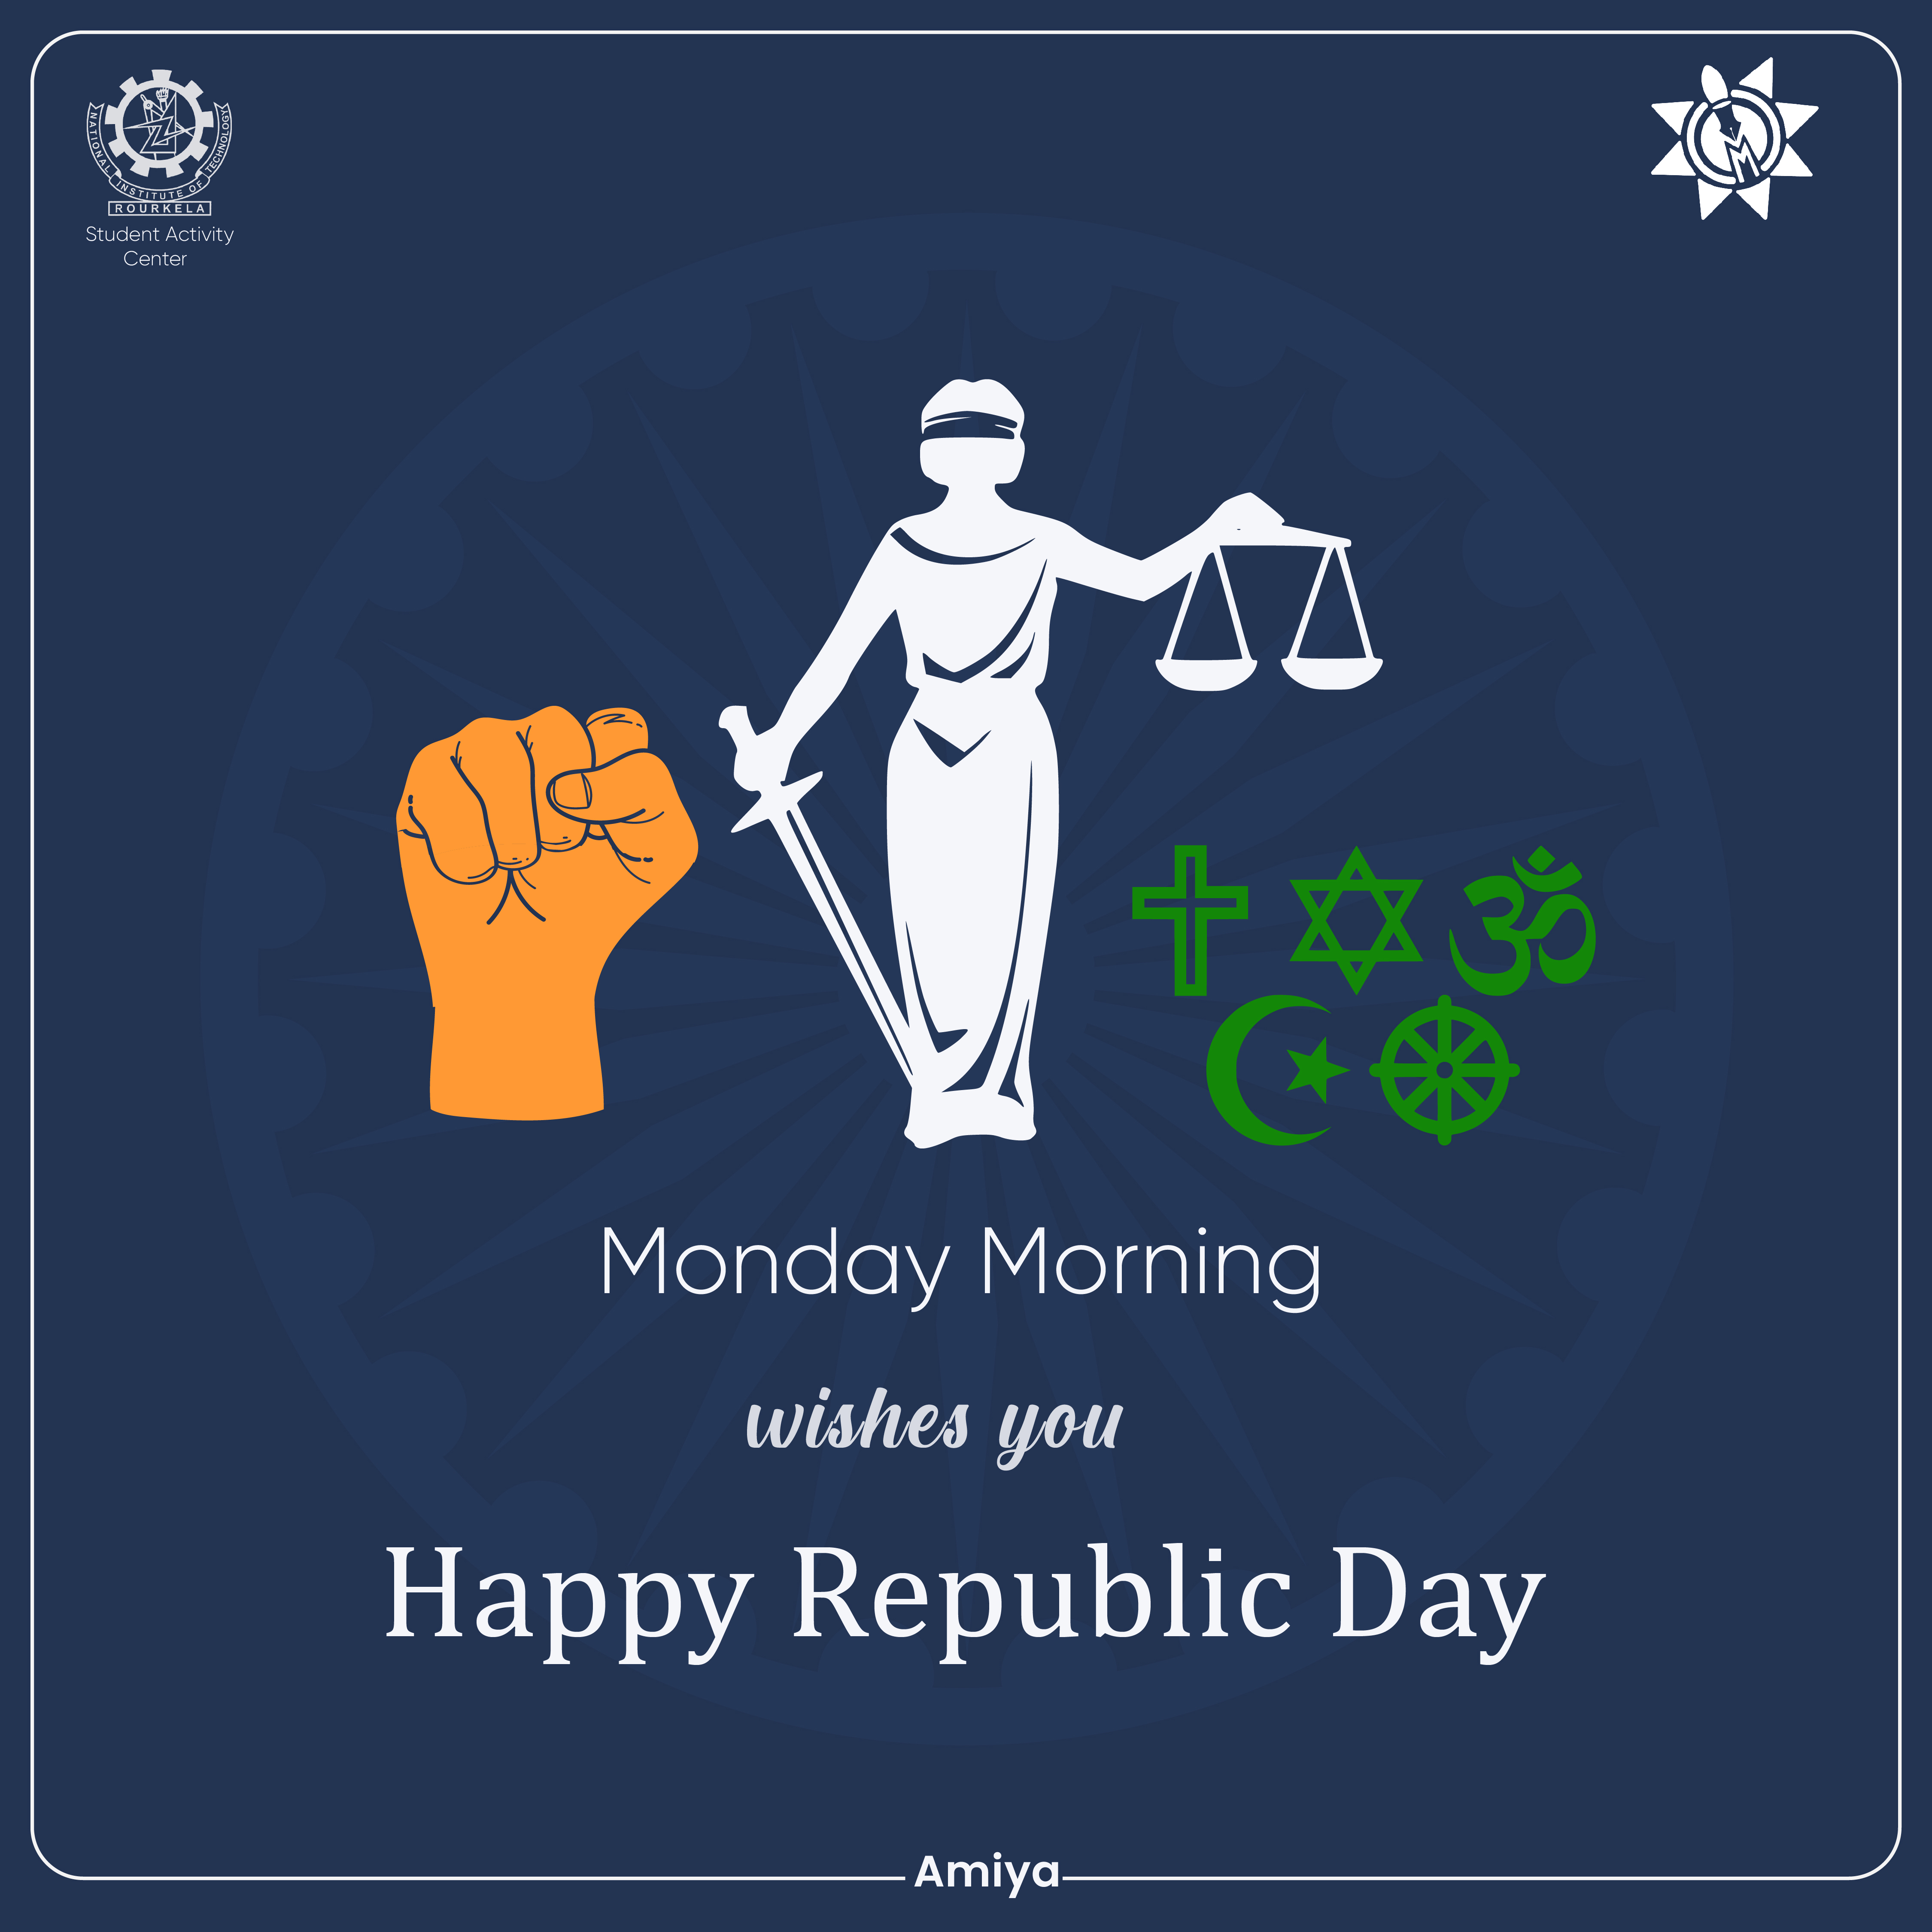 NATIONAL INSTITUTE OF TECHNOLOGY
ROURKELA
Student Activity
Center
Monday Morning
wishes you
Happy Republic Day
Amiya